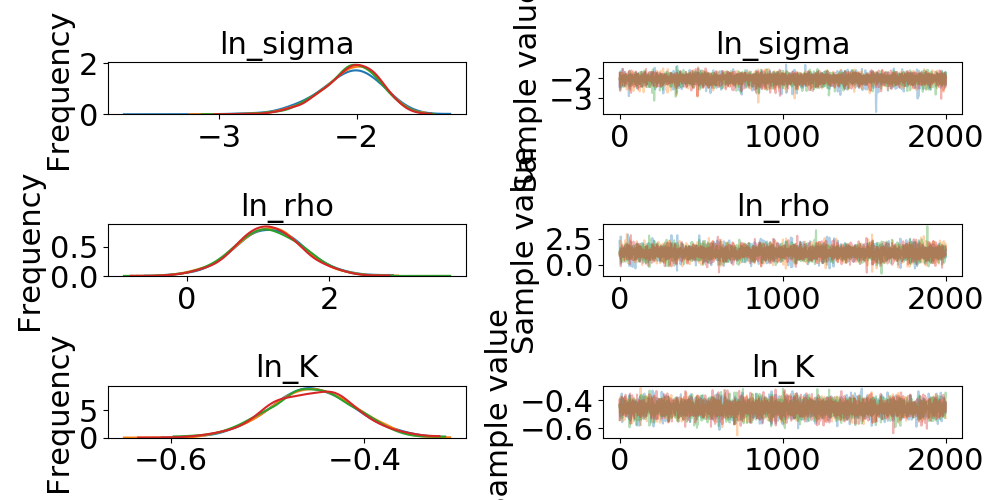 ln_sigma
Frequency
2
0
−3 −2
ln_sigma
Sample value
−2
−3
0 1000 2000
ln_rho
Frequency
0.5
0.0
0 2
ln_rho
Sample value
2.5
0.0
0 1000 2000
ln_K
Frequency
5
0
−0.6 −0.4
ln_K
Sample value
−0.4
−0.6
0 1000 2000